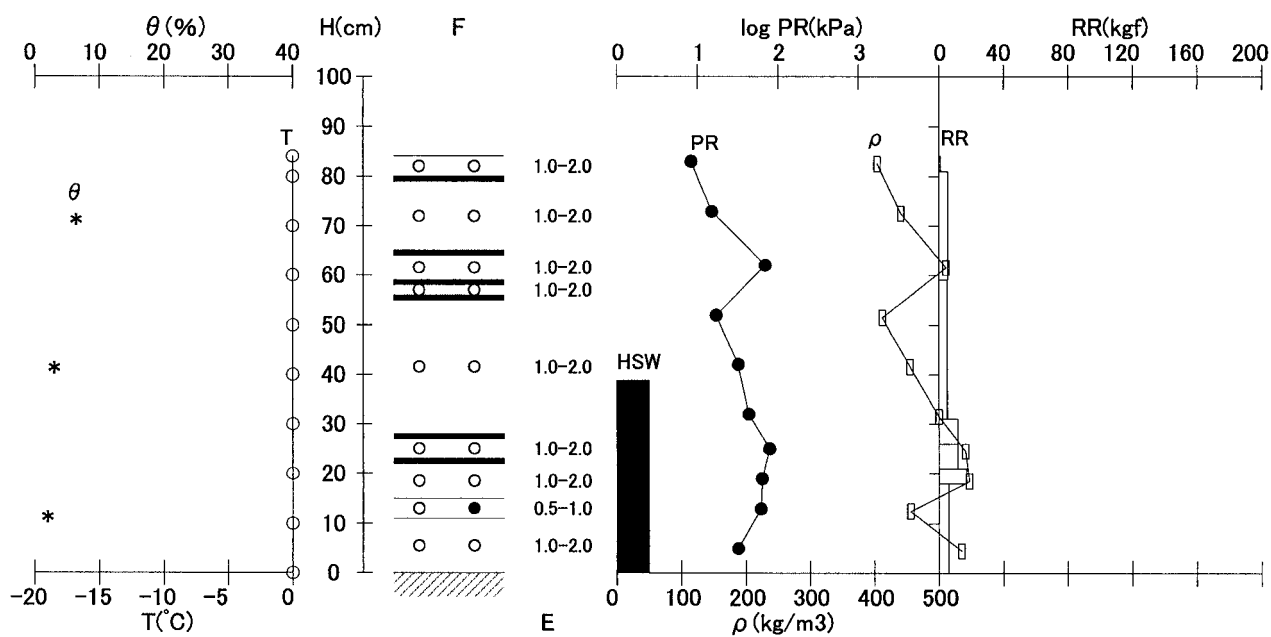 θ(%) H(cm) F log PR(kPa) RR(kgf)
0 10 20 30 40 0 1 2 3 0 40 80 120 160 200
100
90
T PR ρ RR
80 1.0-2.0
θ
* 70 1.0-2.0
60 1.0-2.0
1.0-2.0
50
* 40 1.0-2.0 HSW
30
1.0-2.0
20 1.0-2.0
* 10 0.5-1.0
1.0-2.0
0
-20 -15 -10 -5 0 0 100 200 300 400 500
T(°C) E ρ(kg/m3)